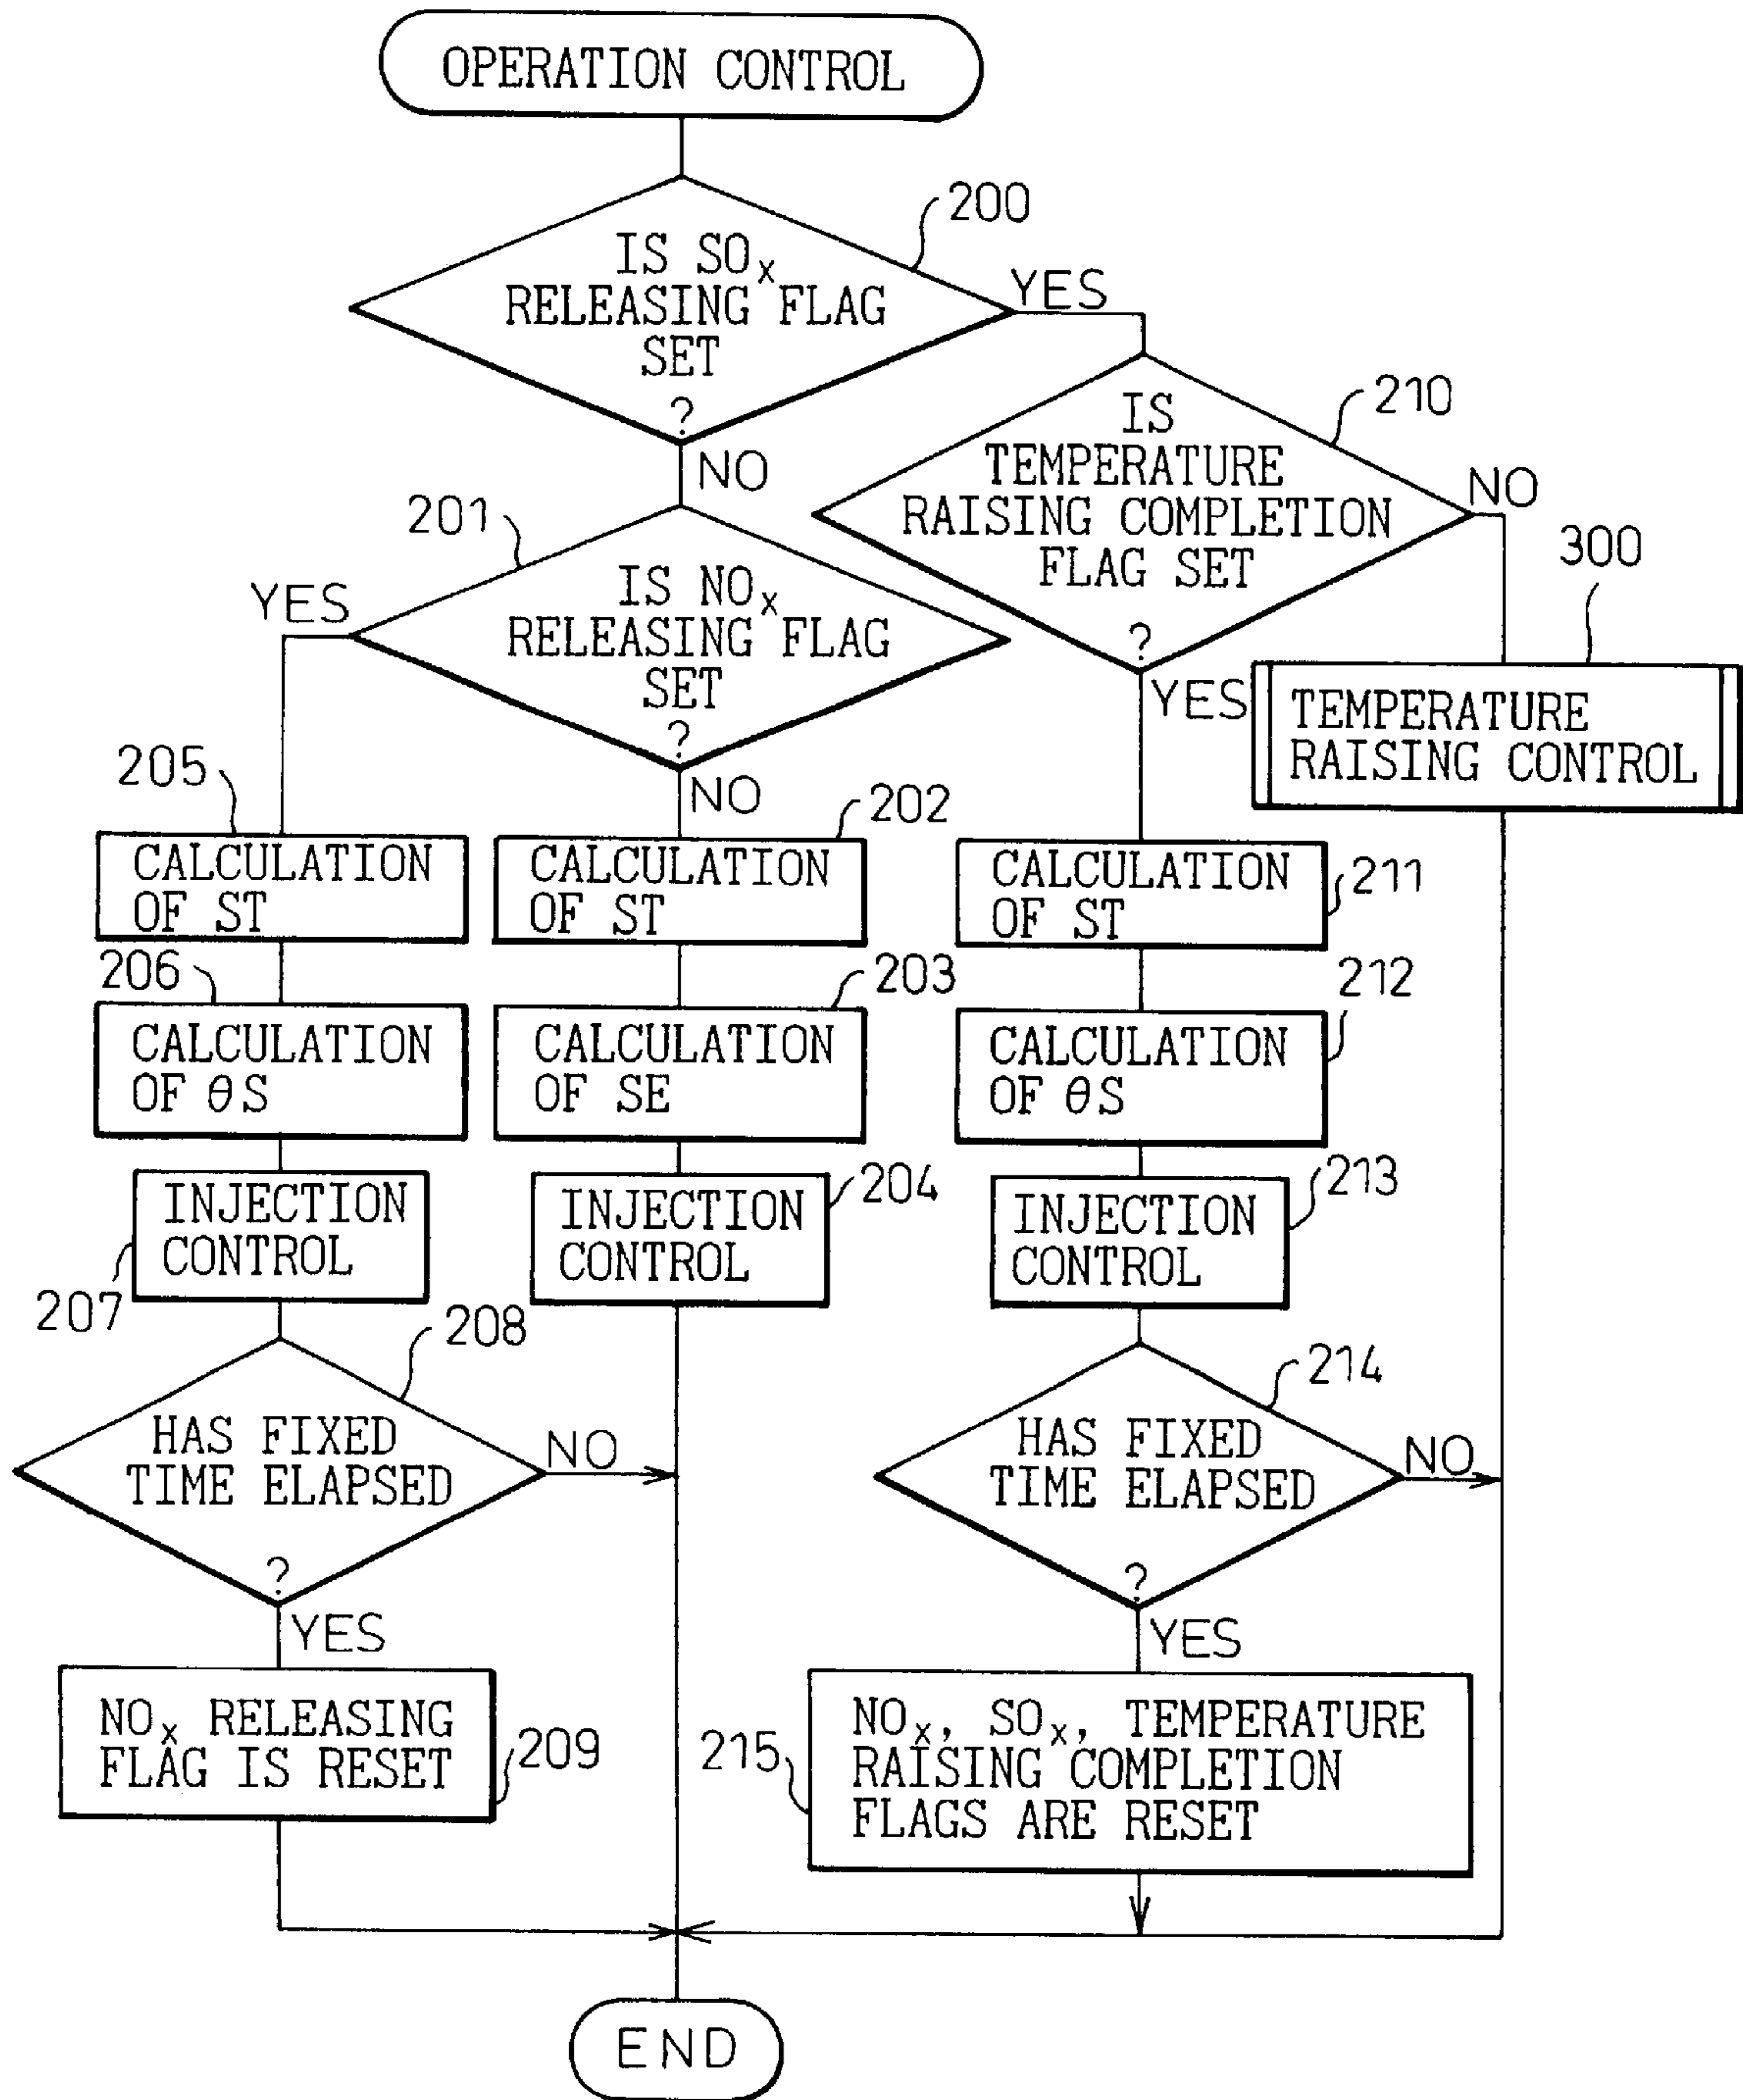 OPERATION CONTROL
200
IS SOx
RELEASING FLAG
SET
?
YES
NO
210
IS
TEMPERATURE
RAISING COMPLETION
FLAG SET
?
NO
YES
300
TEMPERATURE
RAISING CONTROL
201
IS NOx
RELEASING FLAG
SET
?
YES
NO
205
CALCULATION
OF ST
202
CALCULATION
OF ST
CALCULATION
OF ST
211
206
CALCULATION
OF θS
203
CALCULATION
OF SE
212
CALCULATION
OF θS
INJECTION
CONTROL
207
INJECTION
CONTROL
204
INJECTION
CONTROL
213
208
HAS FIXED
TIME ELAPSED
?
NO
YES
214
HAS FIXED
TIME ELAPSED
?
NO
YES
NOx RELEASING
FLAG IS RESET
209
215
NOx, SOx, TEMPERATURE
RAISING COMPLETION
FLAGS ARE RESET
END